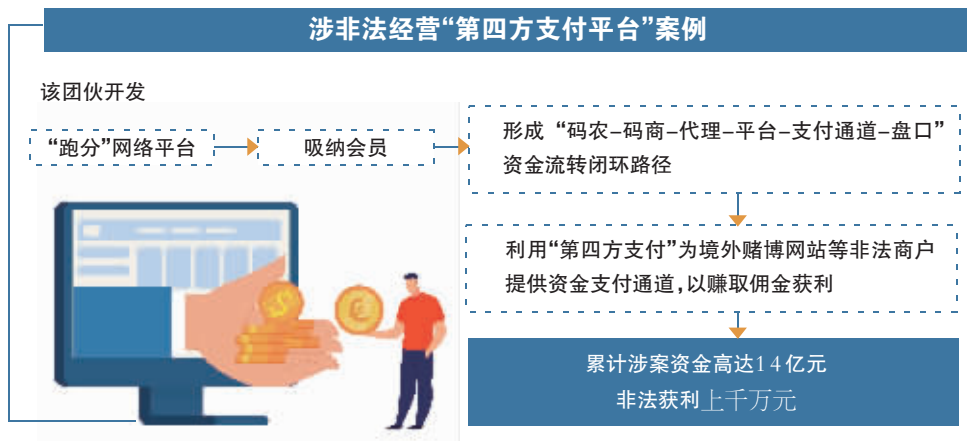 涉非法经营“第四方支付平台”案例
该团伙开发
“跑分”网络平台
吸纳会员
形成“码农–码商–代理–平台–支付通道–盘口”
资金流转闭环路径
利用“第四方支付”为境外赌博网站等非法商户
提供资金支付通道,以赚取佣金获利
累计涉案资金高达14亿元
非法获利上千万元